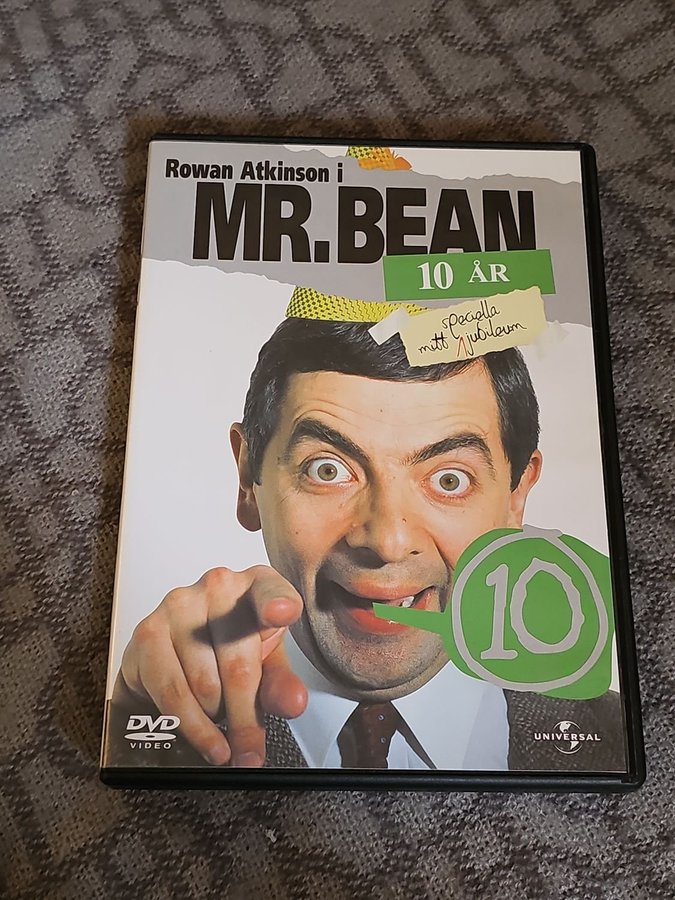 Rowan Atkinson i
MR. BEAN
10 ÅR
speciella
mitt jubileum
10
DVD
VIDEO
UNIVERSAL